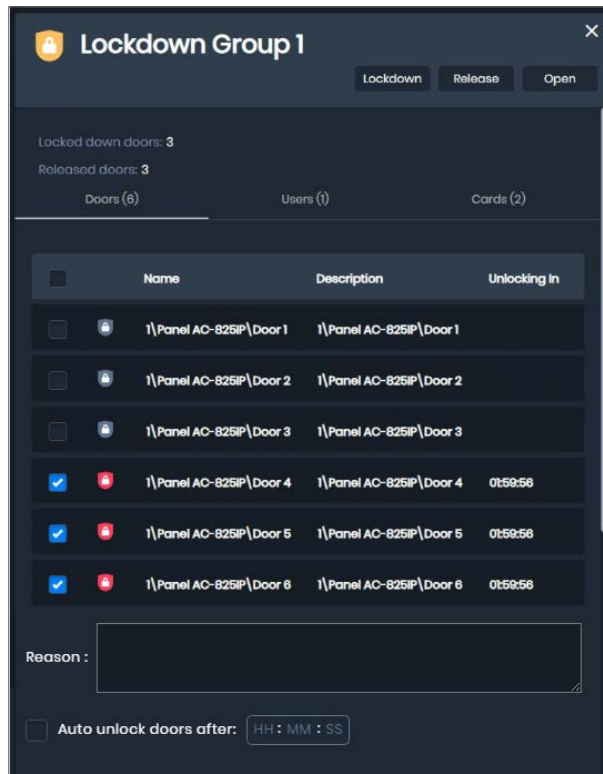 Lockdown Group 1
Lockdown Release Open
Locked down doors: 3
Released doors: 3
Doors (6) Users (1) Cards (2)
Name Description Unlocking In
1\Panel AC-825IP\Door 1 1\Panel AC-825IP\Door 1
1\Panel AC-825IP\Door 2 1\Panel AC-825IP\Door 2
1\Panel AC-825IP\Door 3 1\Panel AC-825IP\Door 3
1\Panel AC-825IP\Door 4 1\Panel AC-825IP\Door 4 01:59:56
1\Panel AC-825IP\Door 5 1\Panel AC-825IP\Door 5 01:59:56
1\Panel AC-825IP\Door 6 1\Panel AC-825IP\Door 6 01:59:56
Reason :
Auto unlock doors after: HH : MM : SS